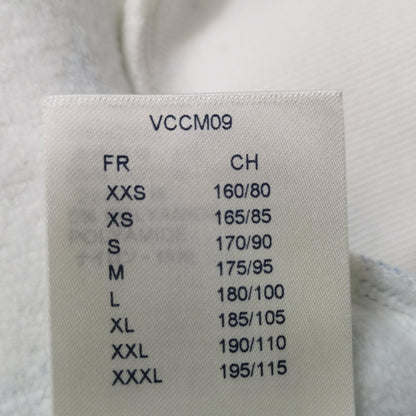 VCCM09
FR CH
XXS 160/80
XS 165/85
S 170/90
M 175/95
L 180/100
XL 185/105
XXL 190/110
XXXL 195/115